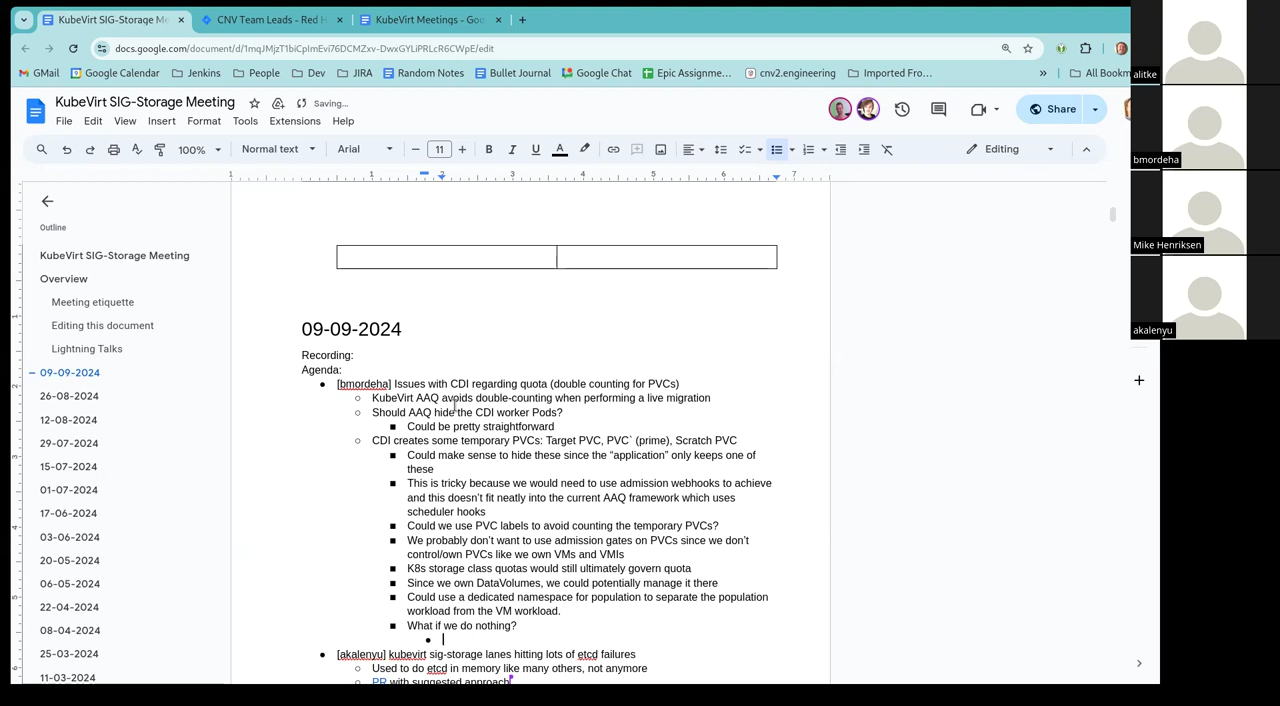 KubeVirt SIG-Storage Me
CNV Team Leads - Red H
KubeVirt Meetings - Goo
docs.google.com/document/d/1mqJMjzT1biCpImEvi76DCMZxv-DwxGYLiPRLcR6CWpE/edit
GMail Google Calendar Jenkins People Dev JIRA Random Notes Bullet Journal Google Chat Epic Assignme... cnv2.engineering Imported Fro... » All Bookm
KubeVirt SIG-Storage Meeting Saving...
File Edit View Insert Format Tools Extensions Help
Share
100% Normal text Arial − 11 + B I U A Editing
1 1 2 3 4 5 6 7
Outline
KubeVirt SIG-Storage Meeting
Overview
Meeting etiquette
Editing this document
Lightning Talks
09-09-2024
26-08-2024
12-08-2024
29-07-2024
15-07-2024
01-07-2024
17-06-2024
03-06-2024
20-05-2024
06-05-2024
22-04-2024
08-04-2024
25-03-2024
11-03-2024
09-09-2024
Recording:
Agenda:
● [bmordeha] Issues with CDI regarding quota (double counting for PVCs)
○ KubeVirt AAQ avoids double-counting when performing a live migration
○ Should AAQ hide the CDI worker Pods?
■ Could be pretty straightforward
○ CDI creates some temporary PVCs: Target PVC, PVC` (prime), Scratch PVC
■ Could make sense to hide these since the “application” only keeps one of
these
■ This is tricky because we would need to use admission webhooks to achieve
and this doesn’t fit neatly into the current AAQ framework which uses
scheduler hooks
■ Could we use PVC labels to avoid counting the temporary PVCs?
■ We probably don’t want to use admission gates on PVCs since we don’t
control/own PVCs like we own VMs and VMIs
■ K8s storage class quotas would still ultimately govern quota
■ Since we own DataVolumes, we could potentially manage it there
■ Could use a dedicated namespace for population to separate the population
workload from the VM workload.
■ What if we do nothing?
●
● [akalenyu] kubevirt sig-storage lanes hitting lots of etcd failures
○ Used to do etcd in memory like many others, not anymore
○ PR with suggested approach
alitke
bmordeha
Mike Henriksen
akalenyu